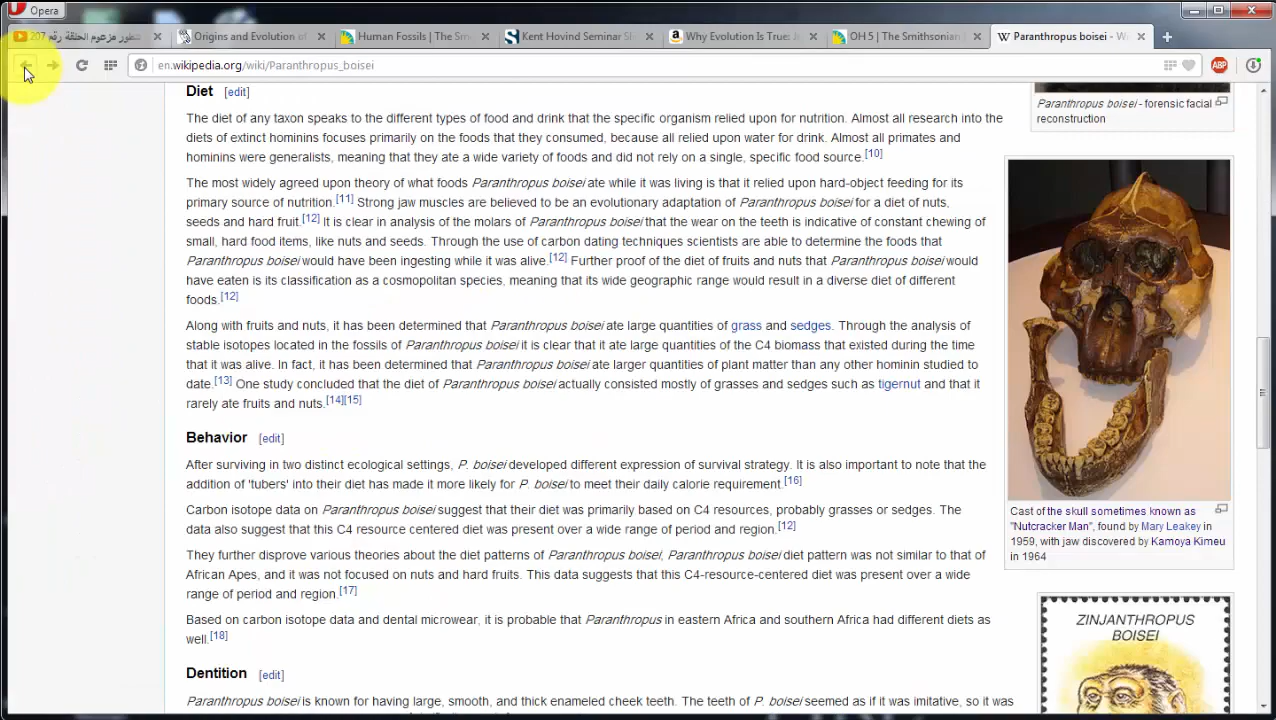 Opera
تطور مزعوم الحلقة رقم 207
Origins and Evolution of
Human Fossils | The Sm
Kent Hovind Seminar S
Why Evolution Is True: J
OH 5 | The Smithsonian
Paranthropus boisei - W
en.wikipedia.org/wiki/Paranthropus_boisei
ABP
Diet [edit]
The diet of any taxon speaks to the different types of food and drink that the specific organism relied upon for nutrition. Almost all research into the
diets of extinct hominins focuses primarily on the foods that they consumed, because all relied upon water for drink. Almost all primates and
hominins were generalists, meaning that they ate a wide variety of foods and did not rely on a single, specific food source.[10]
The most widely agreed upon theory of what foods Paranthropus boisei ate while it was living is that it relied upon hard-object feeding for its
primary source of nutrition.[11] Strong jaw muscles are believed to be an evolutionary adaptation of Paranthropus boisei for a diet of nuts,
seeds and hard fruit.[12] It is clear in analysis of the molars of Paranthropus boisei that the wear on the teeth is indicative of constant chewing of
small, hard food items, like nuts and seeds. Through the use of carbon dating techniques scientists are able to determine the foods that
Paranthropus boisei would have been ingesting while it was alive.[12] Further proof of the diet of fruits and nuts that Paranthropus boisei would
have eaten is its classification as a cosmopolitan species, meaning that its wide geographic range would result in a diverse diet of different
foods.[12]
Along with fruits and nuts, it has been determined that Paranthropus boisei ate large quantities of grass and sedges. Through the analysis of
stable isotopes located in the fossils of Paranthropus boisei it is clear that it ate large quantities of the C4 biomass that existed during the time
that it was alive. In fact, it has been determined that Paranthropus boisei ate larger quantities of plant matter than any other hominin studied to
date.[13] One study concluded that the diet of Paranthropus boisei actually consisted mostly of grasses and sedges such as tigernut and that it
rarely ate fruits and nuts.[14][15]
Behavior [edit]
After surviving in two distinct ecological settings, P. boisei developed different expression of survival strategy. It is also important to note that the
addition of 'tubers' into their diet has made it more likely for P. boisei to meet their daily calorie requirement.[16]
Carbon isotope data on Paranthropus boisei suggest that their diet was primarily based on C4 resources, probably grasses or sedges. The
data also suggest that this C4 resource centered diet was present over a wide range of period and region.[12]
They further disprove various theories about the diet patterns of Paranthropus boisei, Paranthropus boisei diet pattern was not similar to that of
African Apes, and it was not focused on nuts and hard fruits. This data suggests that this C4-resource-centered diet was present over a wide
range of period and region.[17]
Based on carbon isotope data and dental microwear, it is probable that Paranthropus in eastern Africa and southern Africa had different diets as
well.[18]
Dentition [edit]
Paranthropus boisei is known for having large, smooth, and thick enameled cheek teeth. The teeth of P. boisei seemed as if it was imitative, so it was
Paranthropus boisei - forensic facial
reconstruction
Cast of the skull sometimes known as
"Nutcracker Man", found by Mary Leakey in
1959, with jaw discovered by Kamoya Kimeu
in 1964
ZINJANTHROPUS
BOISEI